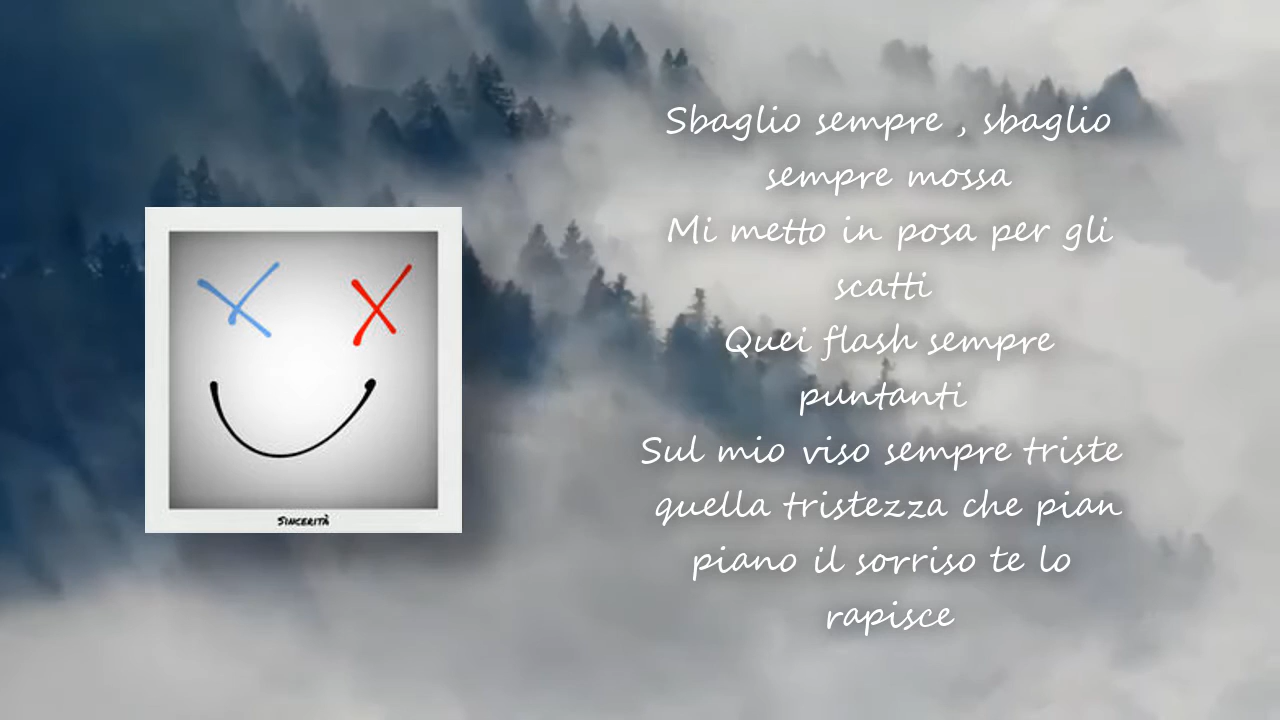 Sbaglio sempre , sbaglio
sempre mossa
Mi metto in posa per gli
scatti
Quei flash sempre
puntanti
Sul mio viso sempre triste
quella tristezza che pian
piano il sorriso te lo
rapisce
Sincerità